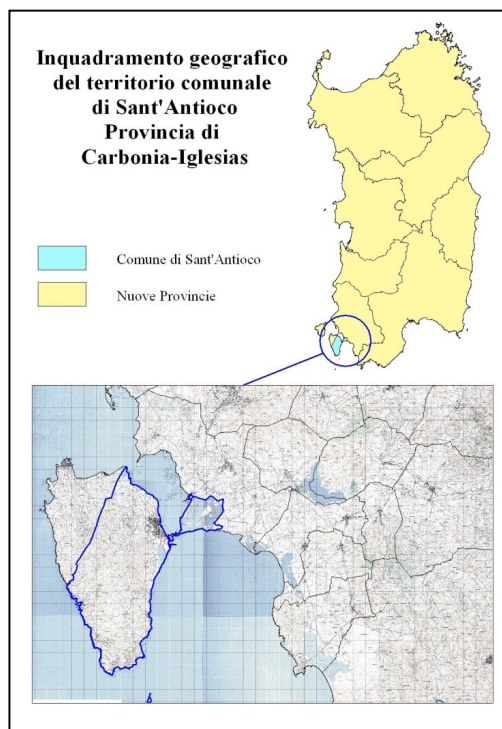 Inquadramento geografico
del territorio comunale
di Sant'Antioco
Provincia di
Carbonia-Iglesias
Comune di Sant'Antioco
Nuove Provincie